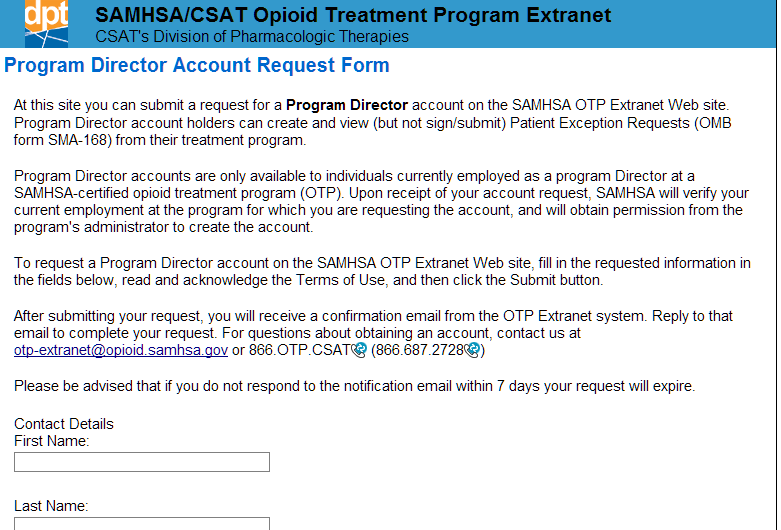 dpt
SAMHSA/CSAT Opioid Treatment Program Extranet
CSAT's Division of Pharmacologic Therapies
Program Director Account Request Form
At this site you can submit a request for a Program Director account on the SAMHSA OTP Extranet Web site.
Program Director account holders can create and view (but not sign/submit) Patient Exception Requests (OMB
form SMA-168) from their treatment program.
Program Director accounts are only available to individuals currently employed as a program Director at a
SAMHSA-certified opioid treatment program (OTP). Upon receipt of your account request, SAMHSA will verify your
current employment at the program for which you are requesting the account, and will obtain permission from the
program's administrator to create the account.
To request a Program Director account on the SAMHSA OTP Extranet Web site, fill in the requested information in
the fields below, read and acknowledge the Terms of Use, and then click the Submit button.
After submitting your request, you will receive a confirmation email from the OTP Extranet system. Reply to that
email to complete your request. For questions about obtaining an account, contact us at
otp-extranet@opioid.samhsa.gov or 866.OTP.CSAT (866.687.2728)
Please be advised that if you do not respond to the notification email within 7 days your request will expire.
Contact Details
First Name:
Last Name: